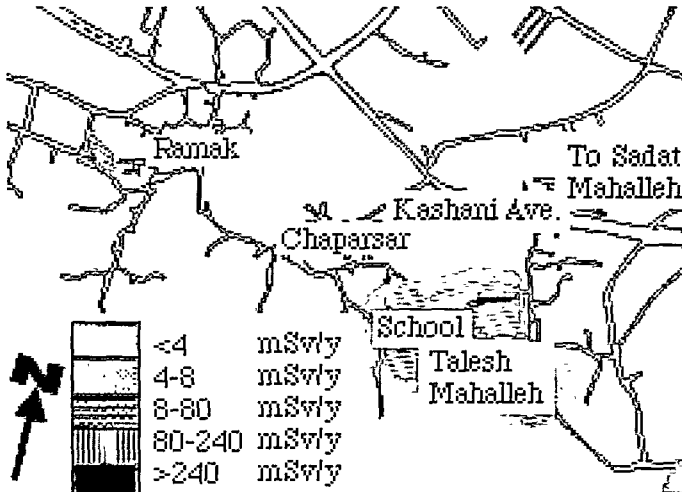 Ramak
To Sadat
Mahalleh
Kashani Ave.
Chaparsar
School
Talesh
Mahalleh
N
<4 mSv/y
4-8 mSv/y
8-80 mSv/y
80-240 mSv/y
>240 mSv/y